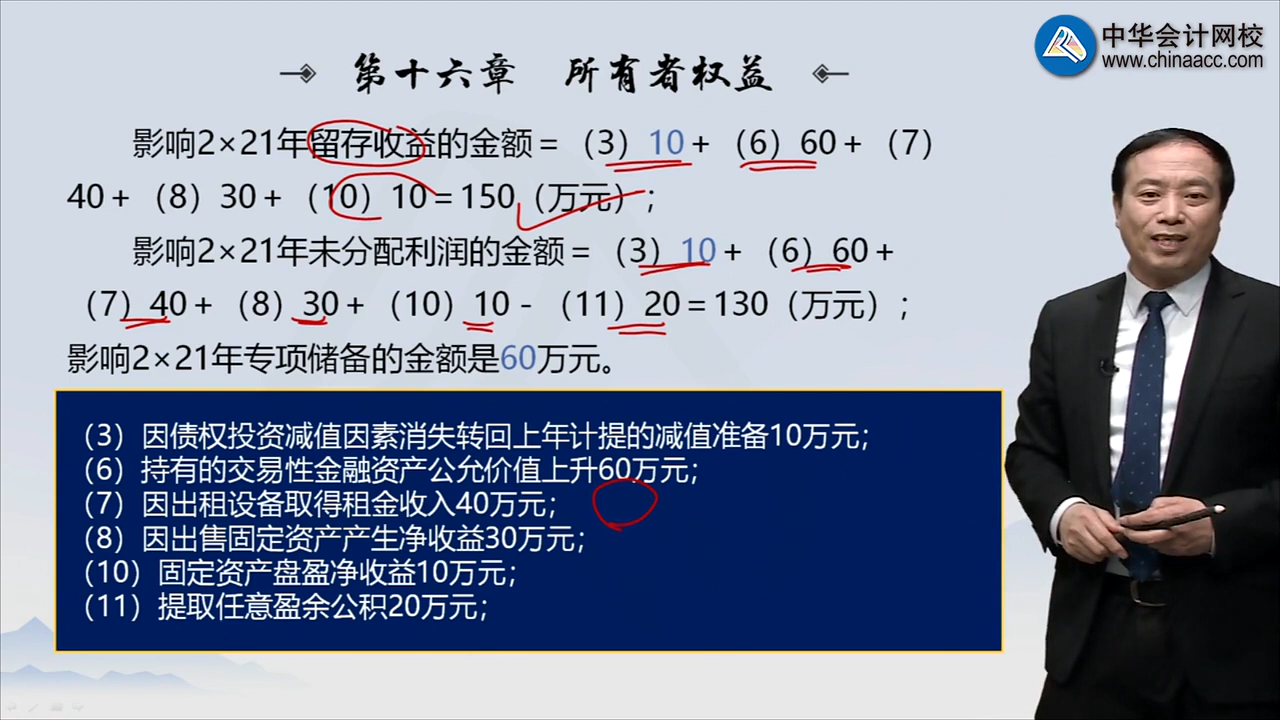 中华会计网校
www.chinaacc.com
第十六章 所有者权益
影响2×21年留存收益的金额＝（3）10＋（6）60＋（7）
40＋（8）30＋（10）10＝150（万元）；
影响2×21年未分配利润的金额＝（3）10＋（6）60＋
（7）40＋（8）30＋（10）10－（11）20＝130（万元）；
影响2×21年专项储备的金额是60万元。
（3）因债权投资减值因素消失转回上年计提的减值准备10万元；
（6）持有的交易性金融资产公允价值上升60万元；
（7）因出租设备取得租金收入40万元；
（8）因出售固定资产产生净收益30万元；
（10）固定资产盘盈净收益10万元；
（11）提取任意盈余公积20万元；